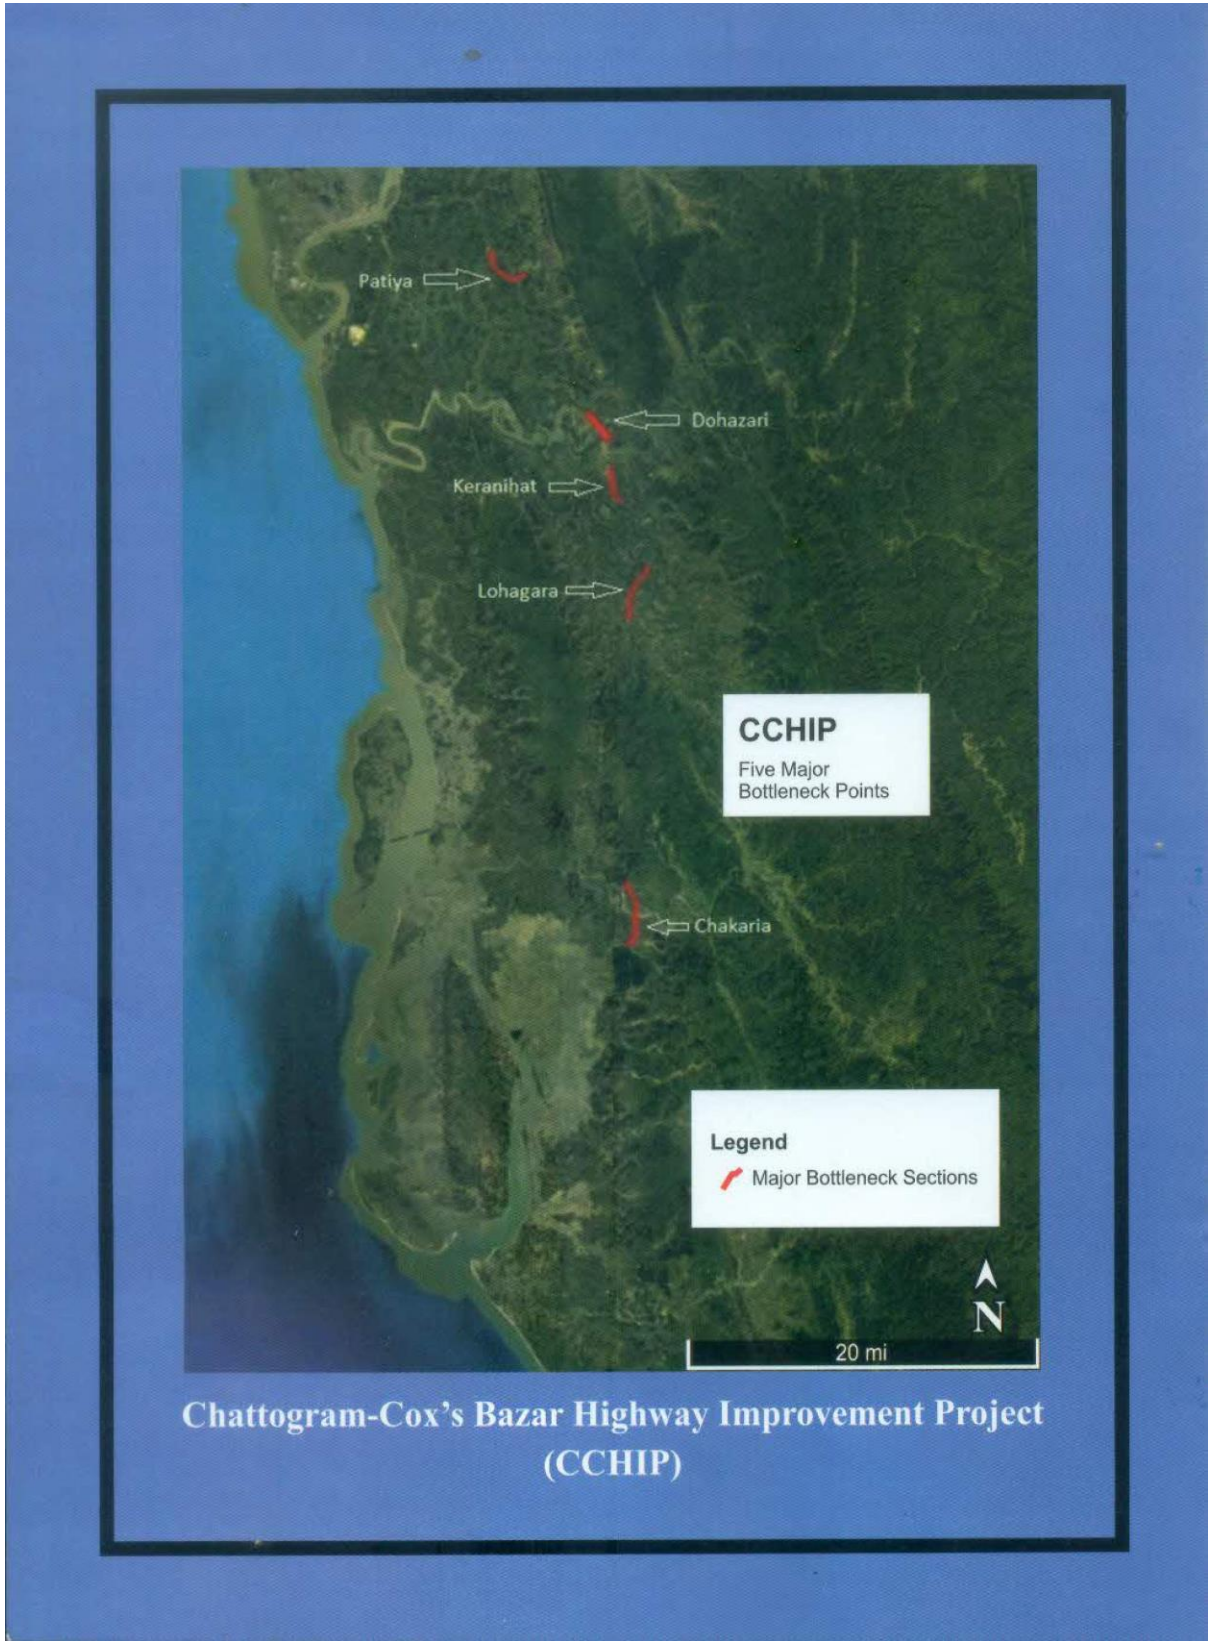 Patiya
Dohazari
Keranihat
Lohagara
CCHIP
Five Major
Bottleneck Points
Chakaria
Legend
Major Bottleneck Sections
N
20 mi
Chattogram-Cox's Bazar Highway Improvement Project
(CCHIP)